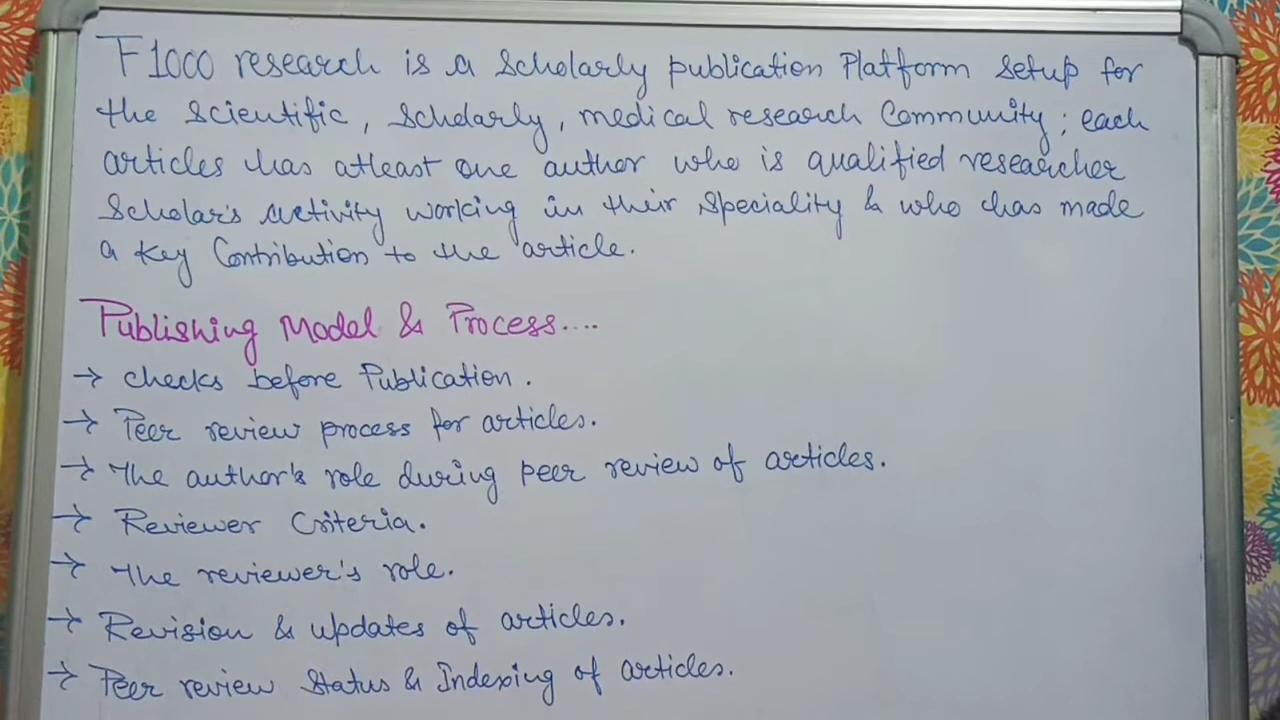 F1000 research is a Scholarly publication Platform setup for
the scientific, scholarly, medical research Community; each
articles has atleast one author who is qualified researcher
Scholar's activity working in their speciality & who has made
a key Contribution to the article.
Publishing Model & Process....
→ checks before Publication.
→ Peer review process for articles.
→ The author's role during peer review of articles.
→ Reviewer Criteria.
→ The reviewer's role.
→ Revision & updates of articles.
→ Peer review Status & Indexing of articles.